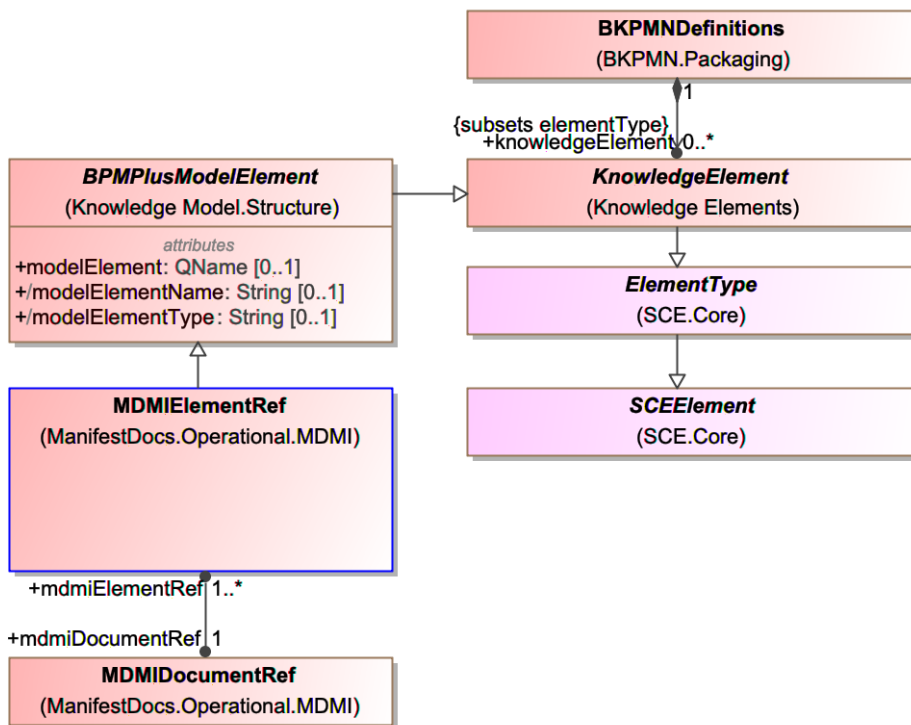 BKPMNDefinitions
(BKPMN.Packaging)
1
{subsets elementType}
+knowledgeElement 0..*
BPMPlusModelElement
(Knowledge Model.Structure)
attributes
+modelElement: QName [0..1]
+/modelElementName: String [0..1]
+/modelElementType: String [0..1]
KnowledgeElement
(Knowledge Elements)
ElementType
(SCE.Core)
SCEElement
(SCE.Core)
MDMIElementRef
(ManifestDocs.Operational.MDMI)
+mdmiElementRef 1..*
+mdmiDocumentRef 1
MDMIDocumentRef
(ManifestDocs.Operational.MDMI)